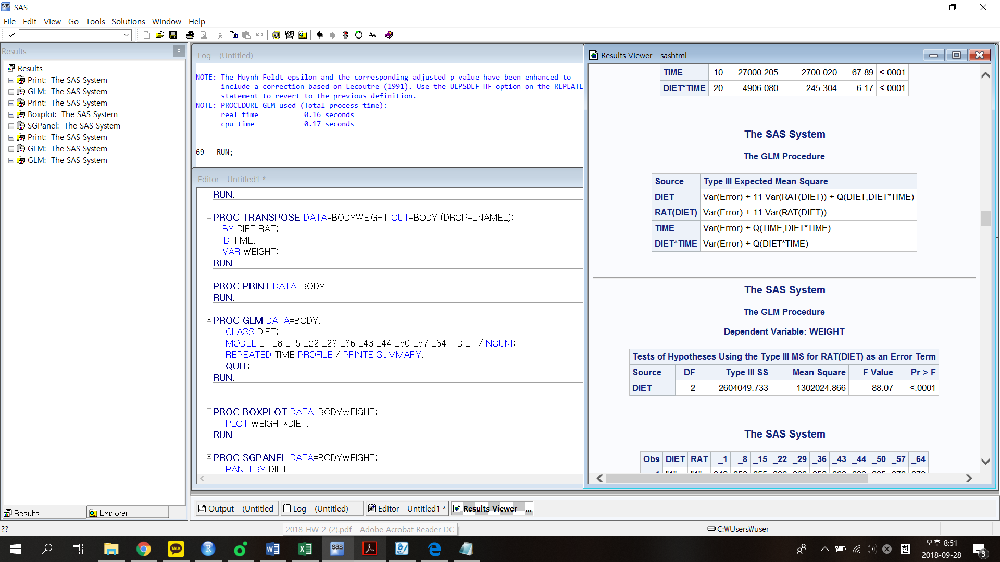 SAS
File Edit View Go Tools Solutions Window Help
Results
Results
Print: The SAS System
GLM: The SAS System
Print: The SAS System
Boxplot: The SAS System
SGPanel: The SAS System
Print: The SAS System
GLM: The SAS System
GLM: The SAS System
Results
Explorer
Log - (Untitled)
NOTE: The Huynh-Feldt epsilon and the corresponding adjusted p-value have been enhanced to
include a correction based on Lecoutre (1991). Use the UEPSDEF=HF option on the REPEATE
statement to revert to the previous definition.
NOTE: PROCEDURE GLM used (Total process time):
real time 0.16 seconds
cpu time 0.17 seconds
69 RUN;
Editor - Untitled1 *
RUN;
PROC TRANSPOSE DATA=BODYWEIGHT OUT=BODY (DROP=_NAME_);
BY DIET RAT;
ID TIME;
VAR WEIGHT;
RUN;
PROC PRINT DATA=BODY;
RUN;
PROC GLM DATA=BODY;
CLASS DIET;
MODEL _1 _8 _15 _22 _29 _36 _43 _44 _50 _57 _64 = DIET / NOUNI;
REPEATED TIME PROFILE / PRINTE SUMMARY;
QUIT;
RUN;
PROC BOXPLOT DATA=BODYWEIGHT;
PLOT WEIGHT*DIET;
RUN;
PROC SGPANEL DATA=BODYWEIGHT;
PANELBY DIET;
Results Viewer - sashtml
TIME 10 27000.205 2700.020 67.89 <.0001
DIET*TIME 20 4906.080 245.304 6.17 <.0001
The SAS System
The GLM Procedure
Source Type III Expected Mean Square
DIET Var(Error) + 11 Var(RAT(DIET)) + Q(DIET,DIET*TIME)
RAT(DIET) Var(Error) + 11 Var(RAT(DIET))
TIME Var(Error) + Q(TIME,DIET*TIME)
DIET*TIME Var(Error) + Q(DIET*TIME)
The SAS System
The GLM Procedure
Dependent Variable: WEIGHT
Tests of Hypotheses Using the Type III MS for RAT(DIET) as an Error Term
Source DF Type III SS Mean Square F Value Pr > F
DIET 2 2604049.733 1302024.866 88.07 <.0001
The SAS System
Obs DIET RAT _1 _8 _15 _22 _29 _36 _43 _44 _50 _57 _64
Output - (Untitled Log - (Untitled) Editor - Untitled1 * Results Viewer - ...
??
2018-HW-2 (2).pdf - Adobe Acrobat Reader DC
C:₩Users₩user
TALK
R
sas
한
오후 8:51
2018-09-28
3